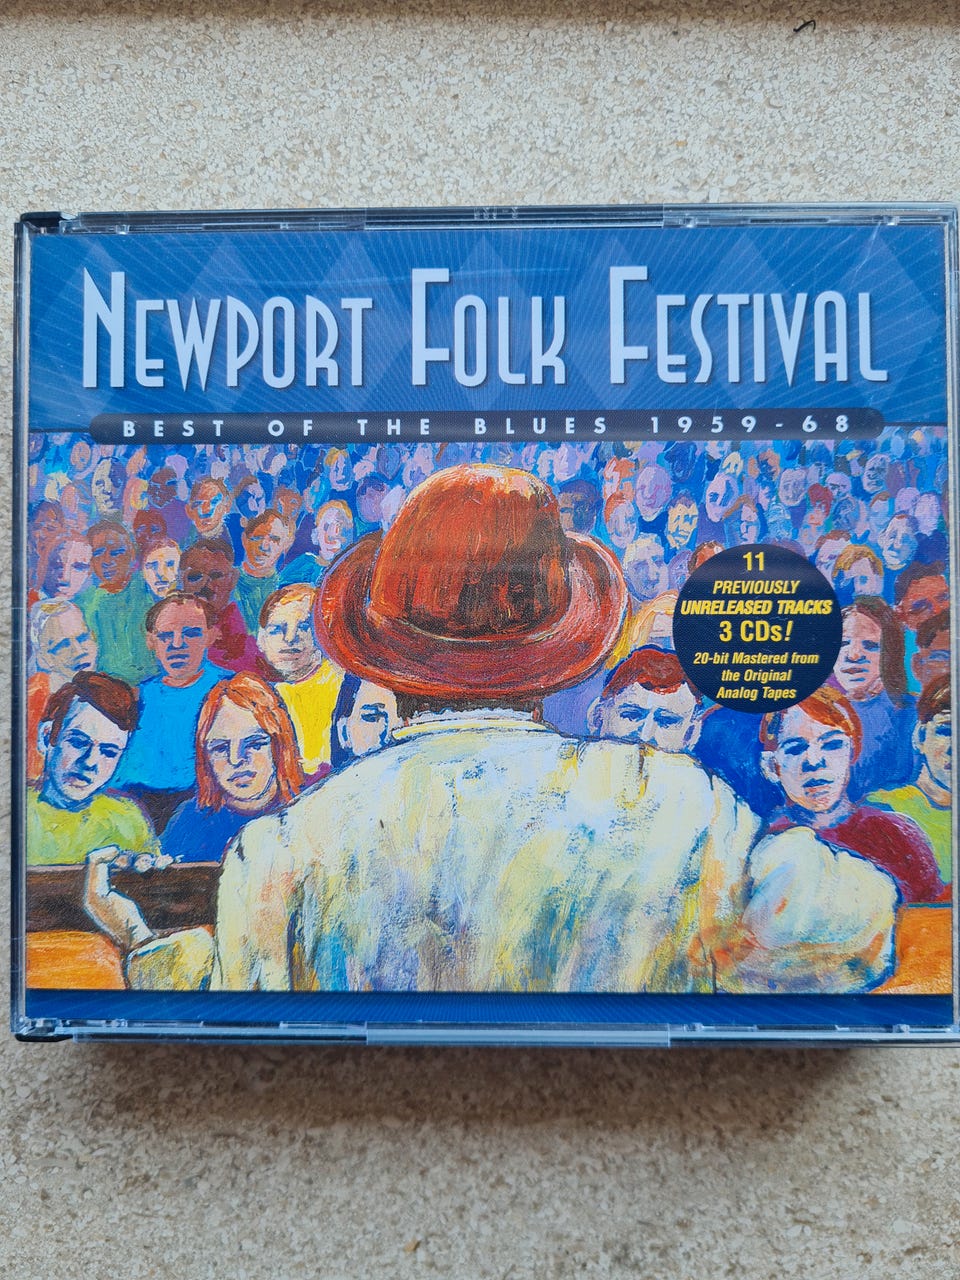 Newport Folk Festival
BEST OF THE BLUES 1959-68
11
PREVIOUSLY
UNRELEASED TRACKS
3 CDs!
20-bit Mastered from
the Original
Analog Tapes